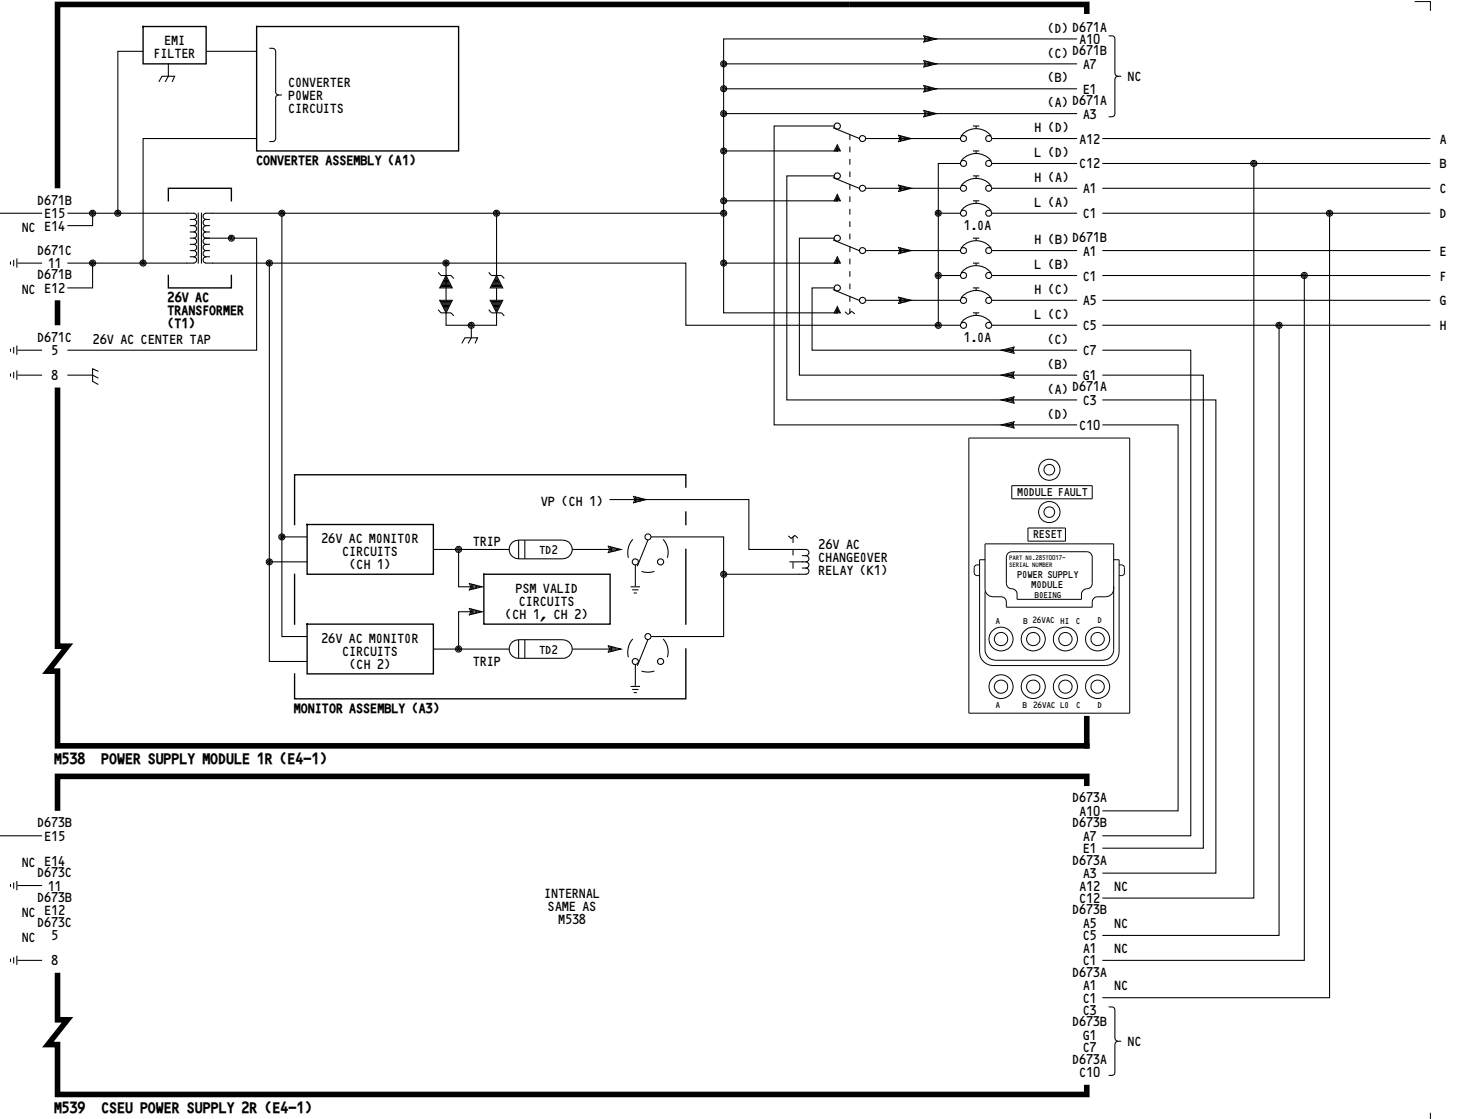 EMI
FILTER
CONVERTER
POWER
CIRCUITS
CONVERTER ASSEMBLY (A1)
D671B
E15
NC E14
D671C
11
D671B
NC E12
26V AC
TRANSFORMER
(T1)
D671C
5
26V AC CENTER TAP
8
(D) D671A
A10
(C) D671B
A7
(B)
E1
(A) D671A
A3
NC
H (D)
A12
A
L (D)
C12
B
H (A)
A1
C
L (A)
C1
D
1.0A
H (B) D671B
A1
E
L (B)
C1
F
H (C)
A5
G
L (C)
C5
H
1.0A
(C)
C7
(B)
G1
(A) D671A
C3
(D)
C10
VP (CH 1)
26V AC MONITOR
CIRCUITS
(CH 1)
TRIP
TD2
PSM VALID
CIRCUITS
(CH 1, CH 2)
26V AC MONITOR
CIRCUITS
(CH 2)
TRIP
TD2
26V AC
CHANGEOVER
RELAY (K1)
MONITOR ASSEMBLY (A3)
MODULE FAULT
RESET
PART NO.285T0017-
SERIAL NUMBER
POWER SUPPLY
MODULE
BOEING
A B 26VAC HI C D
A B 26VAC LO C D
M538 POWER SUPPLY MODULE 1R (E4-1)
D673B
E15
NC E14
D673C
11
D673B
NC E12
D673C
NC 5
8
INTERNAL
SAME AS
M538
D673A
A10
D673B
A7
E1
D673A
A3
A12 NC
C12
D673B
A5 NC
C5
A1 NC
C1
D673A
A1 NC
C1
C3
D673B
G1
NC
C7
D673A
C10
M539 CSEU POWER SUPPLY 2R (E4-1)